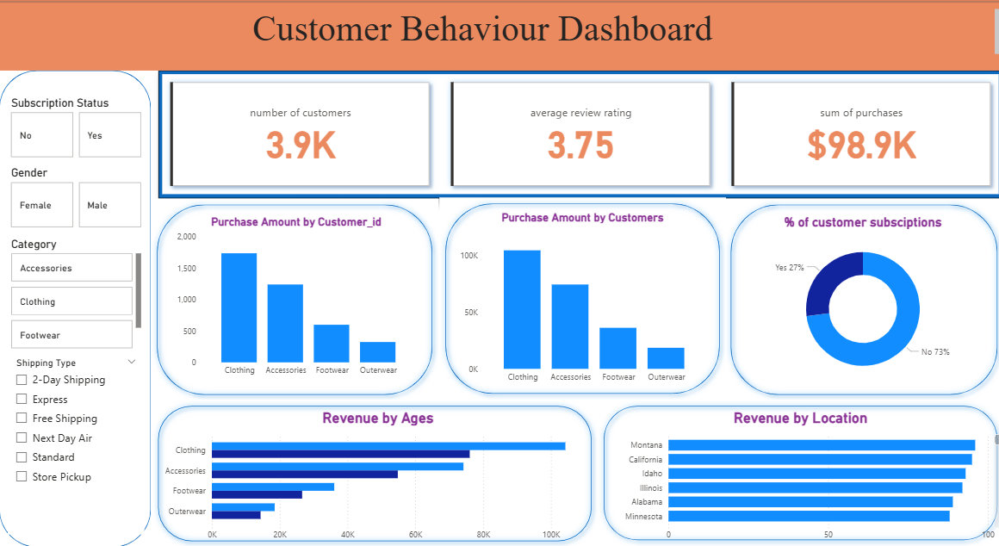 Customer Behaviour Dashboard
Subscription Status
No
Yes
Gender
Female
Male
Category
Accessories
Clothing
Footwear
Shipping Type
2-Day Shipping
Express
Free Shipping
Next Day Air
Standard
Store Pickup
number of customers
3.9K
average review rating
3.75
sum of purchases
$98.9K
Purchase Amount by Customer_id
2,000
1,500
1,000
500
0
Clothing Accessories Footwear Outerwear
Purchase Amount by Customers
100K
50K
0K
Clothing Accessories Footwear Outerwear
% of customer subsciptions
Yes 27%
No 73%
Revenue by Ages
Clothing
Accessories
Footwear
Outerwear
0K 20K 40K 60K 80K 100K
Revenue by Location
Montana
California
Idaho
Illinois
Alabama
Minnesota
0 50 100